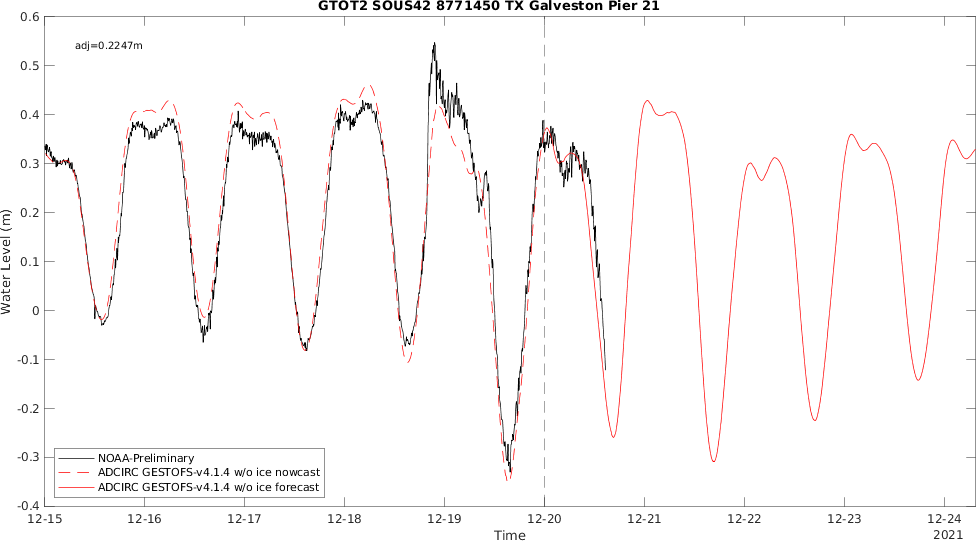 GTOT2 SOUS42 8771450 TX Galveston Pier 21
adj=0.2247m
0.6
0.5
0.4
0.3
0.2
0.1
0
-0.1
-0.2
-0.3
-0.4
Water Level (m)
NOAA-Preliminary
ADCIRC GESTOFS-v4.1.4 w/o ice nowcast
ADCIRC GESTOFS-v4.1.4 w/o ice forecast
12-15 12-16 12-17 12-18 12-19 12-20 12-21 12-22 12-23 12-24
Time
2021